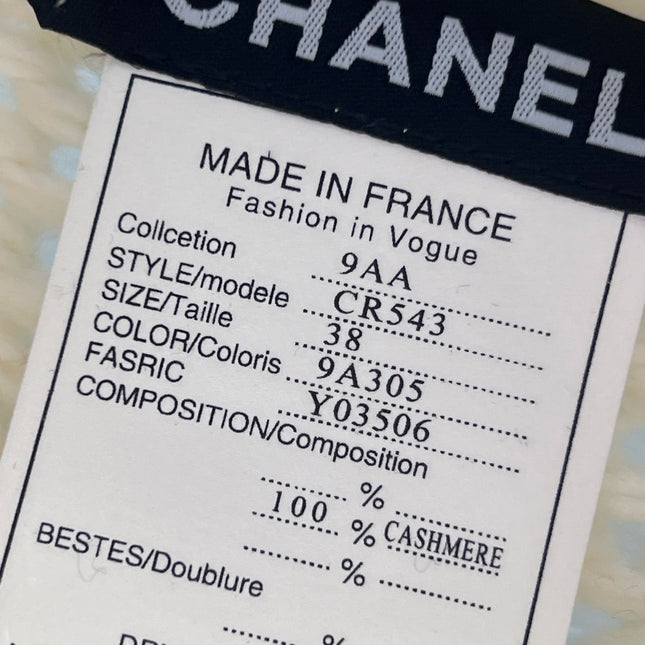 CHANEL
MADE IN FRANCE
Fashion in Vogue
Collcetion 9AA
STYLE/modele CR543
SIZE/Taille 38
COLOR/Coloris 9A305
FASRIC Y03506
COMPOSITION/Composition
%
100 % CASHMERE
%
BESTES/Doublure
%